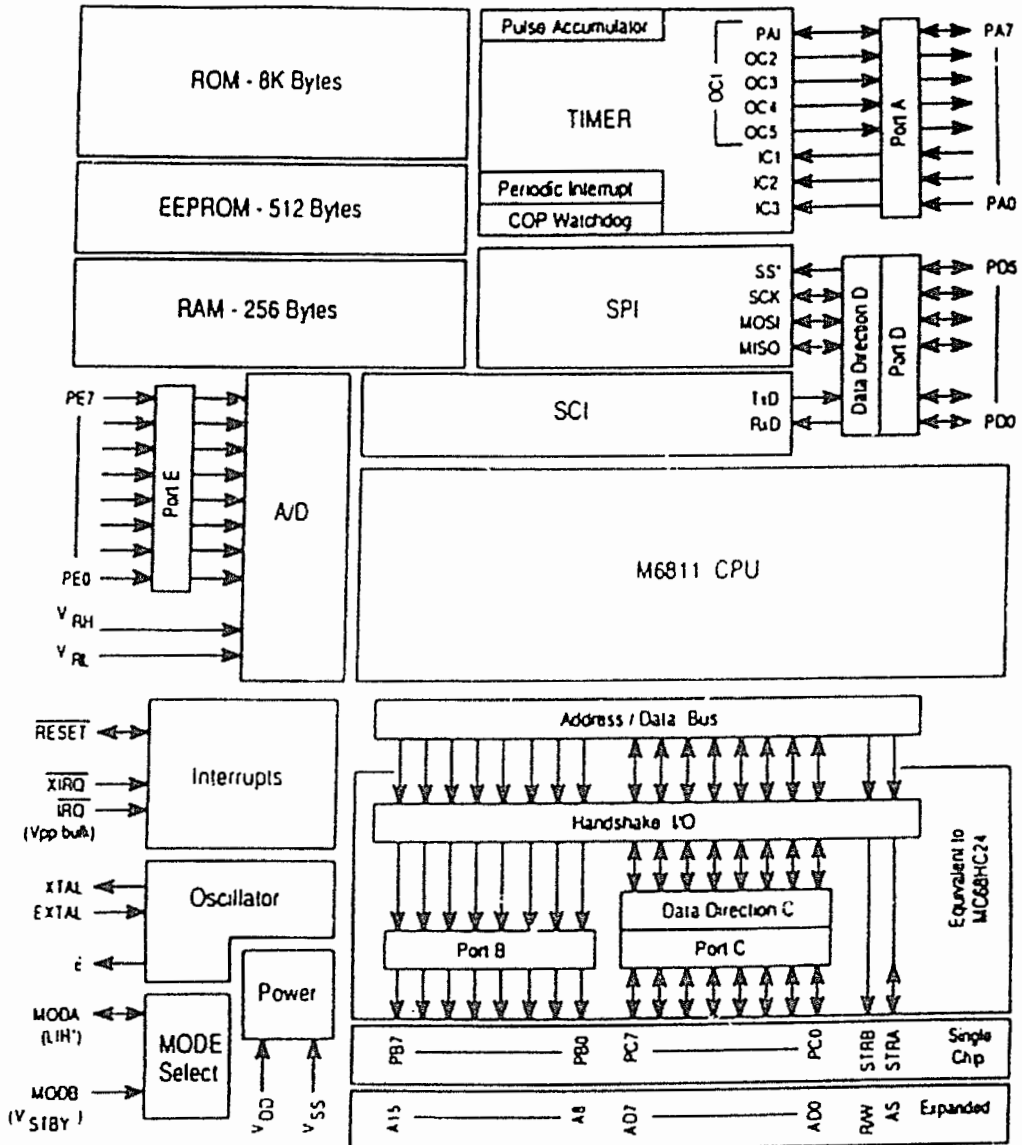 ROM - 8K Bytes
EEPROM - 512 Bytes
RAM - 256 Bytes
Pulse Accumulator
TIMER
Periodic Interrupt
COP Watchdog
OC1
PAI
OC2
OC3
OC4
OC5
IC1
IC2
IC3
Port A
PA7
PA0
SPI
SS*
SCK
MOSI
MISO
SCI
TxD
RxD
Data Direction D
Port D
PD5
PD0
PE7
PE0
Port E
A/D
V RH
V RL
M6811 CPU
RESET
XIRQ
IRQ
(Vpp bulk)
Interrupts
XTAL
EXTAL
E
Oscillator
MODA
(LIR*)
MODB
(V STBY)
MODE
Select
Power
VDD
VSS
Address / Data Bus
Handshake I/O
Data Direction C
Port B
Port C
Equivalent to
MC68HC24
PB7
PB0
PC7
PC0
STRB
STRA
Single
Chip
A15
A8
AD7
AD0
R/W
AS
Expanded